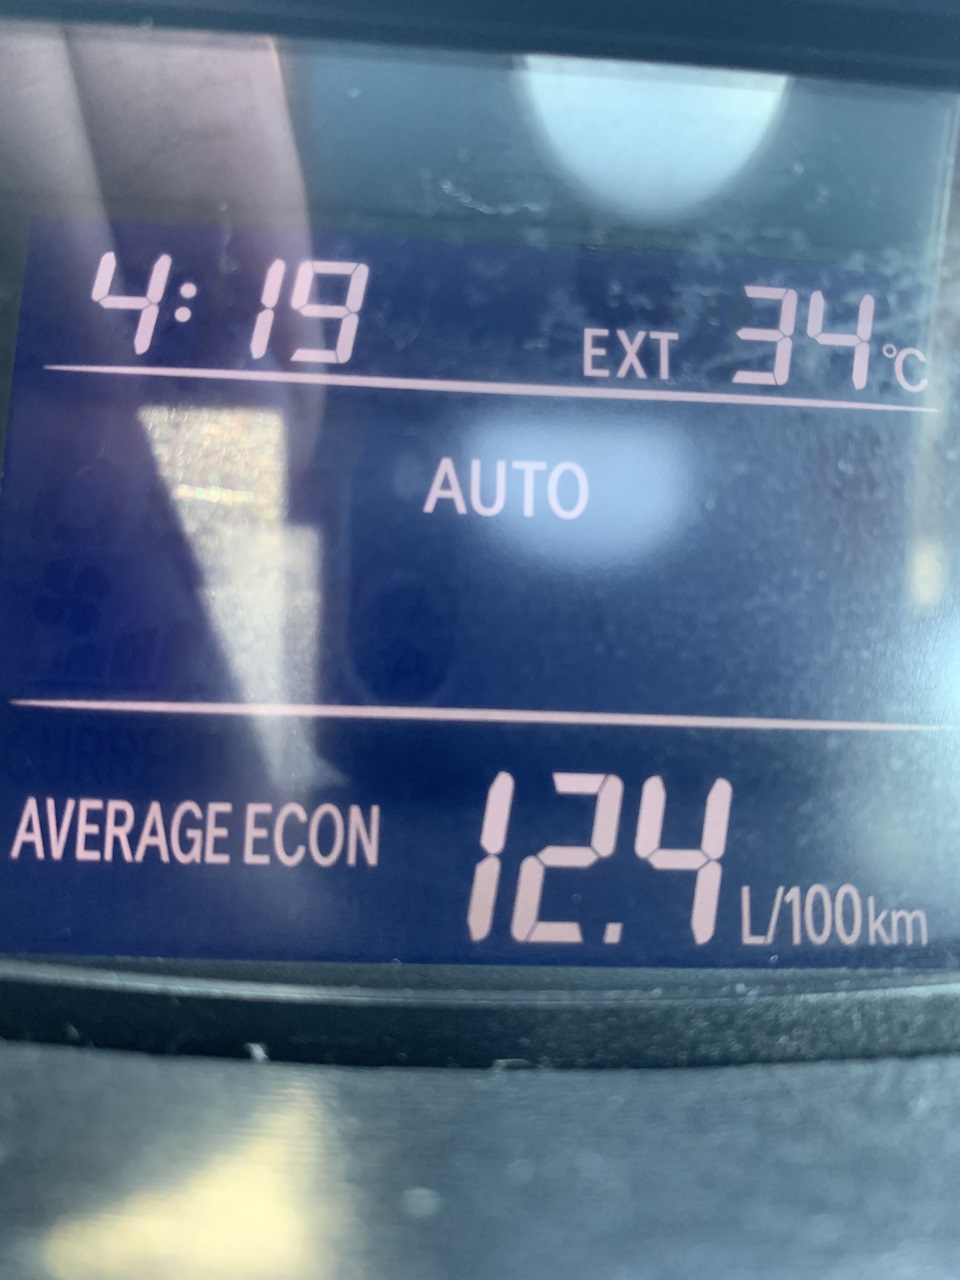 4:19 EXT 34°C
AUTO
AVERAGE ECON 12.4 L/100km